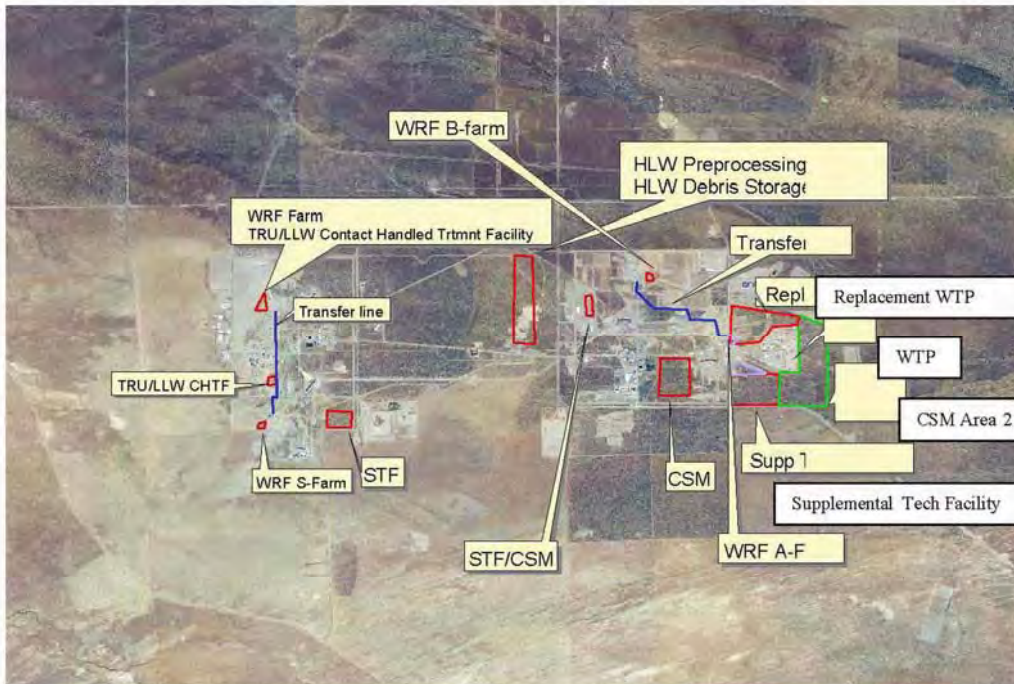 WRF B-farm
HLW Preprocessing
HLW Debris Storage
WRF Farm
TRU/LLW Contact Handled Trtmnt Facility
Transfer
Transfer line
Repl
Replacement WTP
WTP
TRU/LLW CHTF
CSM Area 2
WRF S-Farm
STF
CSM
Supp T
Supplemental Tech Facility
STF/CSM
WRF A-F